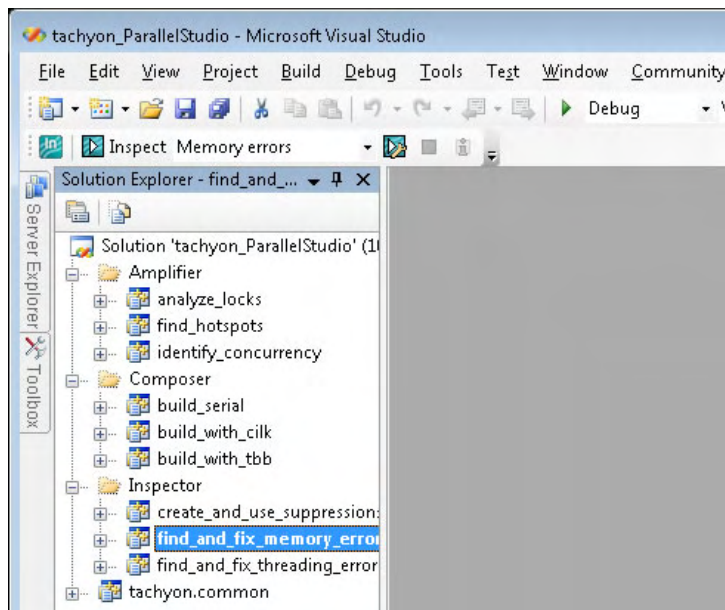 tachyon_ParallelStudio - Microsoft Visual Studio
File Edit View Project Build Debug Tools Test Window Community
Debug
Inspect Memory errors
Solution Explorer - find_and_...
Server Explorer
Toolbox
Solution 'tachyon_ParallelStudio' (1
Amplifier
analyze_locks
find_hotspots
identify_concurrency
Composer
build_serial
build_with_cilk
build_with_tbb
Inspector
create_and_use_suppression
find_and_fix_memory_error
find_and_fix_threading_error
tachyon.common